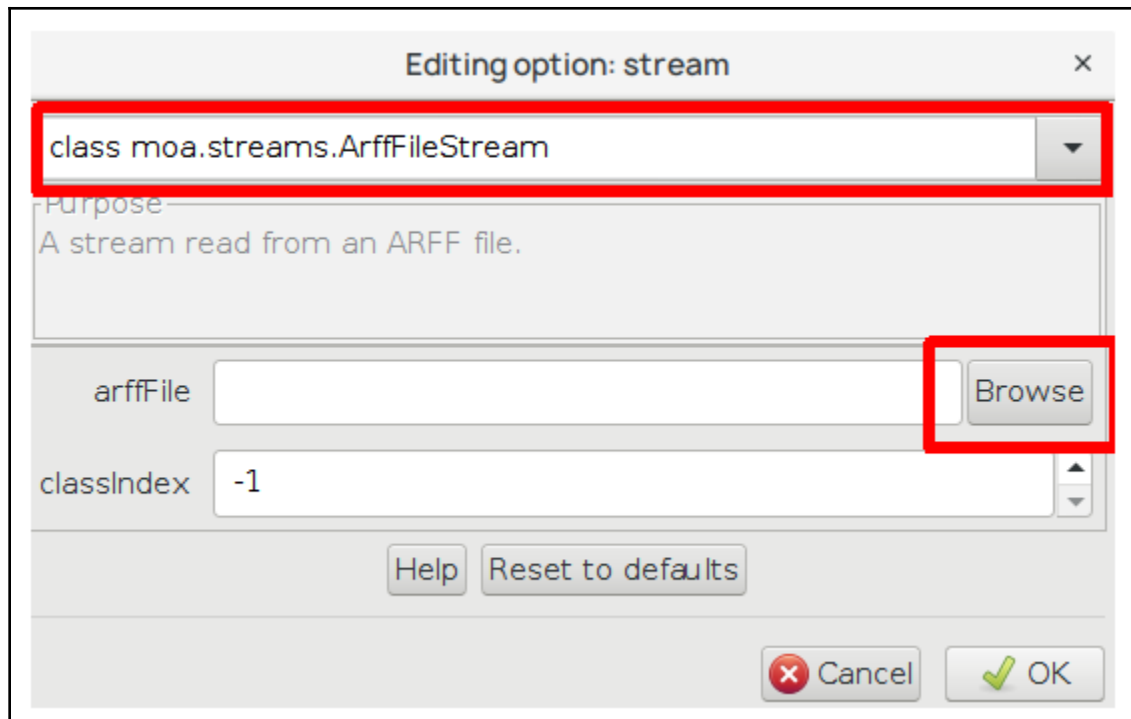 Editing option: stream
class moa.streams.ArffFileStream
Purpose
A stream read from an ARFF file.
arffFile Browse
classIndex -1
Help Reset to defaults
Cancel OK